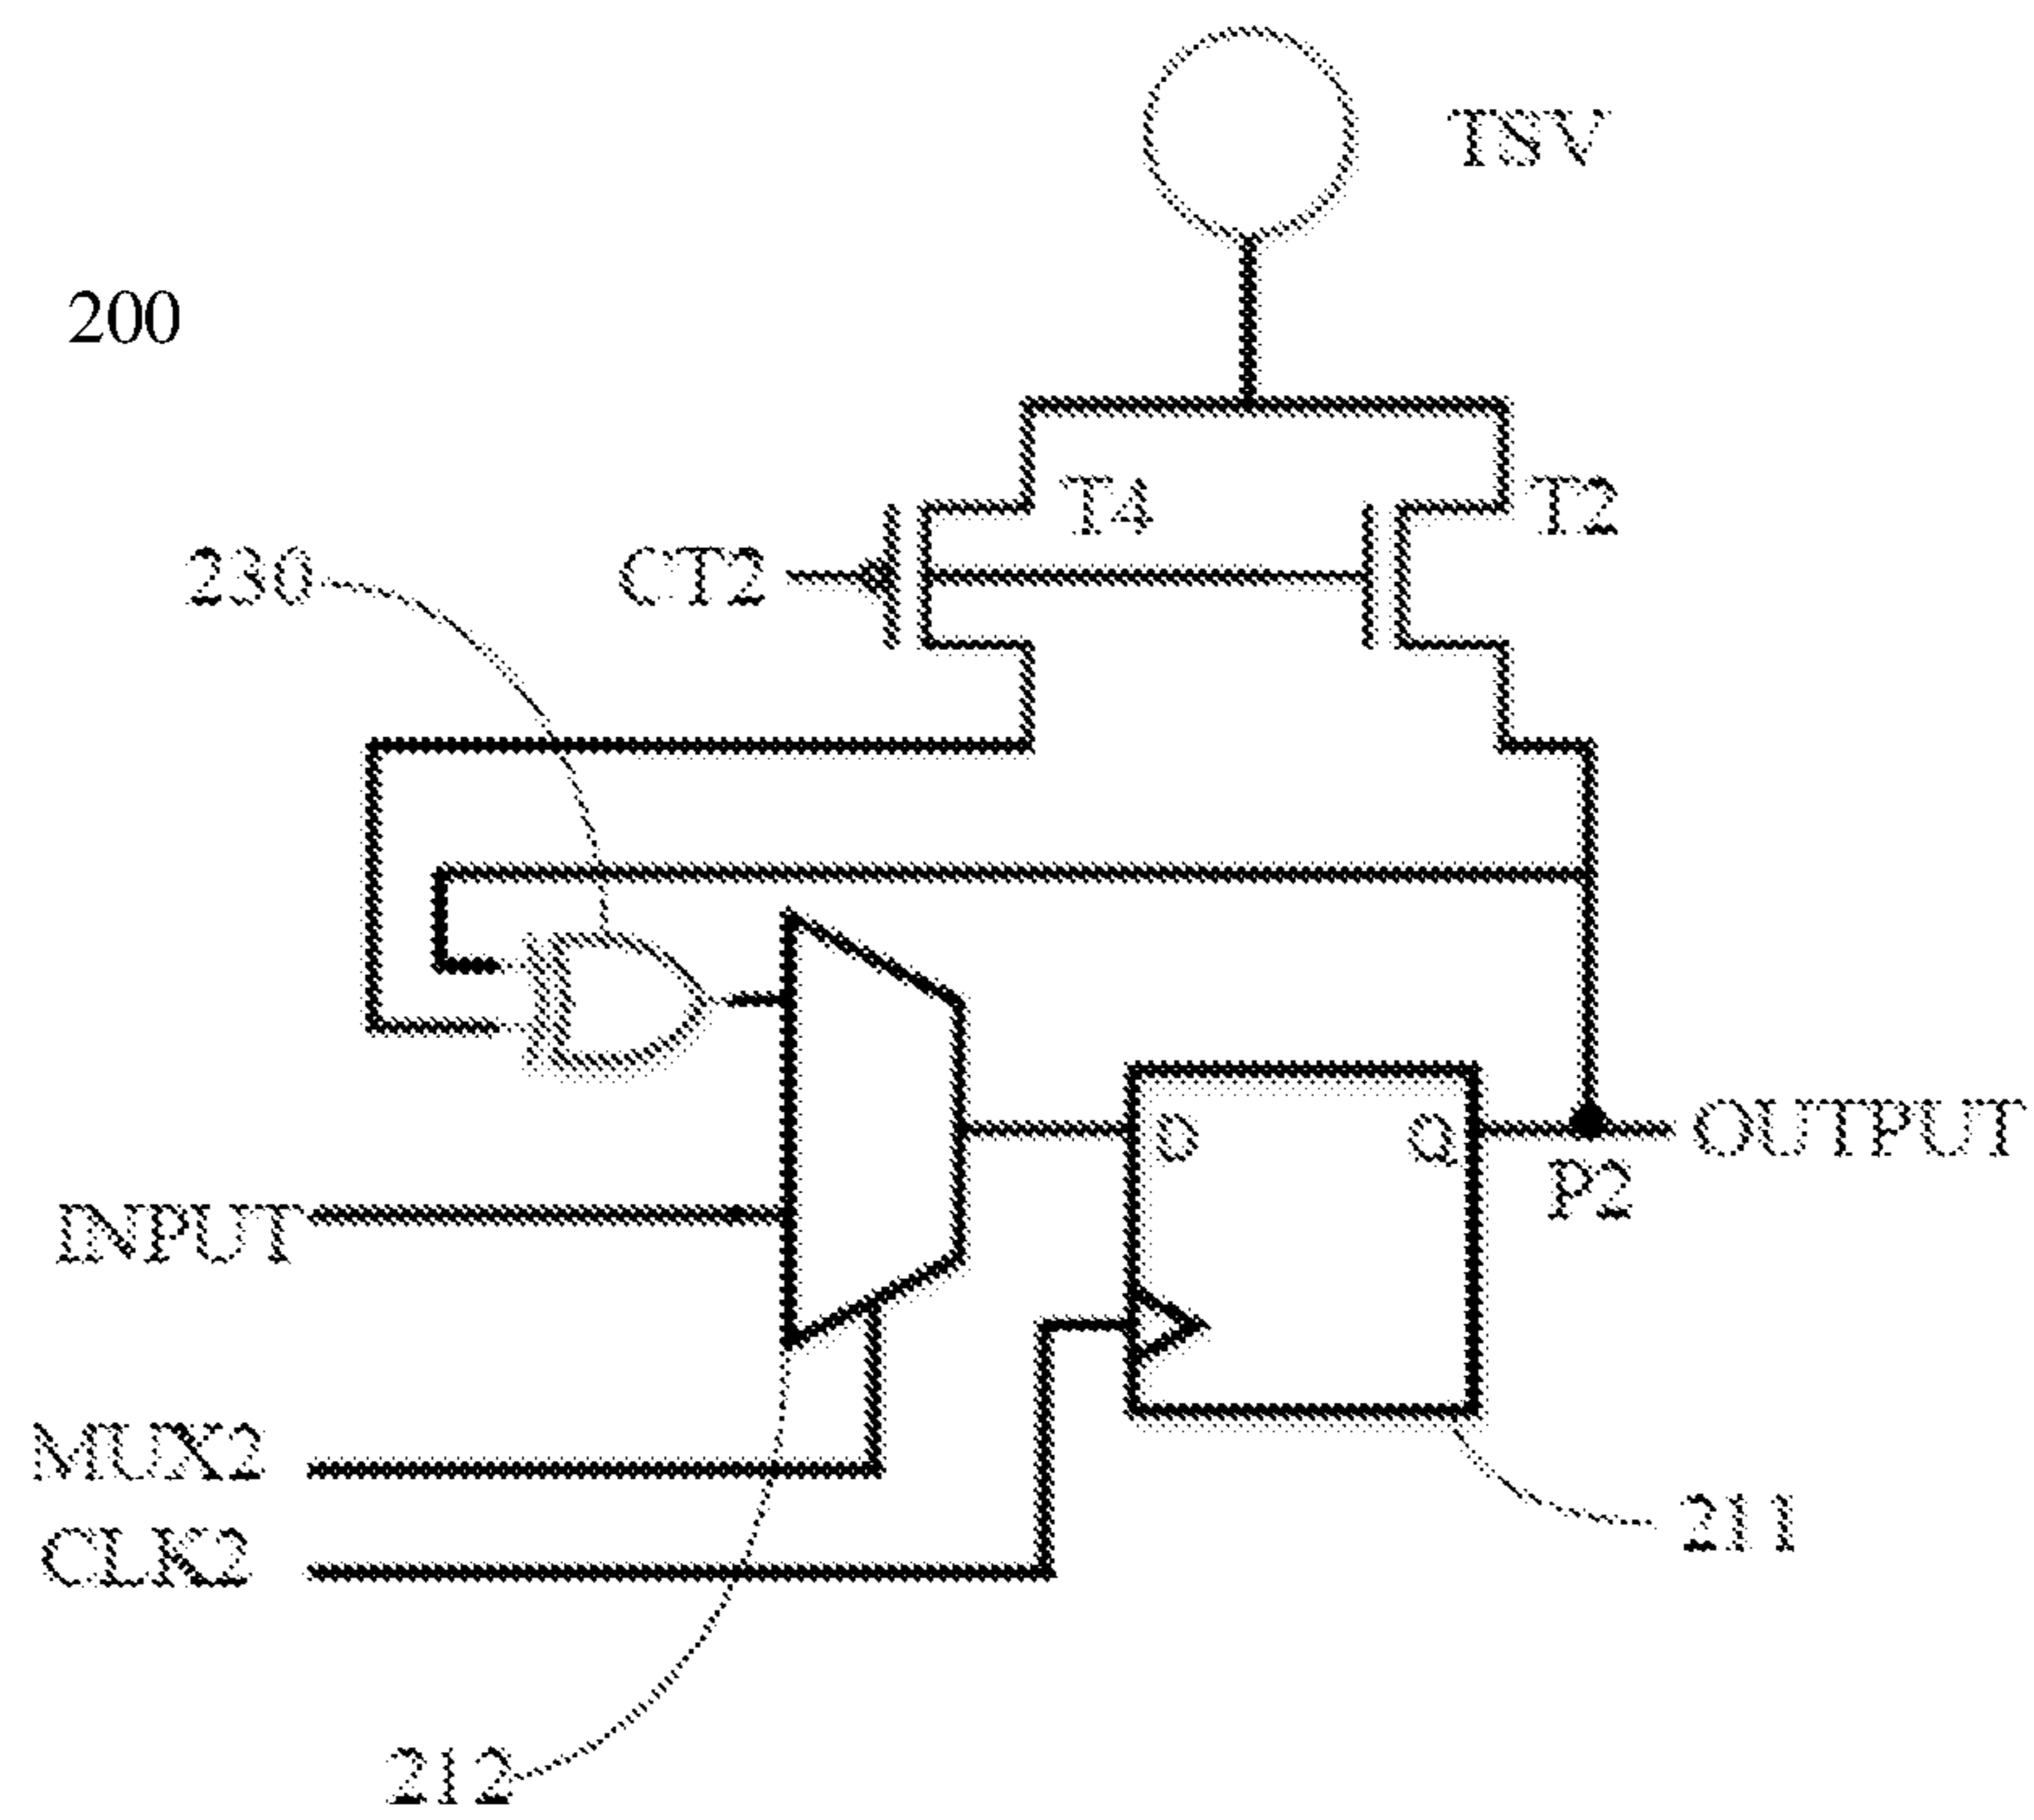 TSV
200
T4
T2
230
CT2
D
Q
OUTPUT
P2
INPUT
MUX2
CLK2
211
212